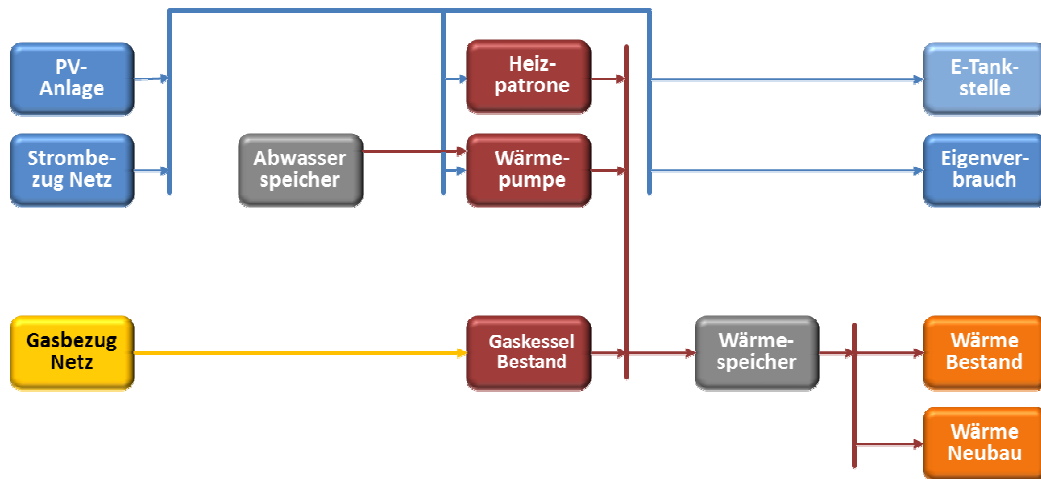 PV-
Anlage
Heiz-
patrone
E-Tank-
stelle
Strombe-
zug Netz
Abwasser
speicher
Wärme-
pumpe
Eigenver-
brauch
Gasbezug
Netz
Gaskessel
Bestand
Wärme-
speicher
Wärme
Bestand
Wärme
Neubau